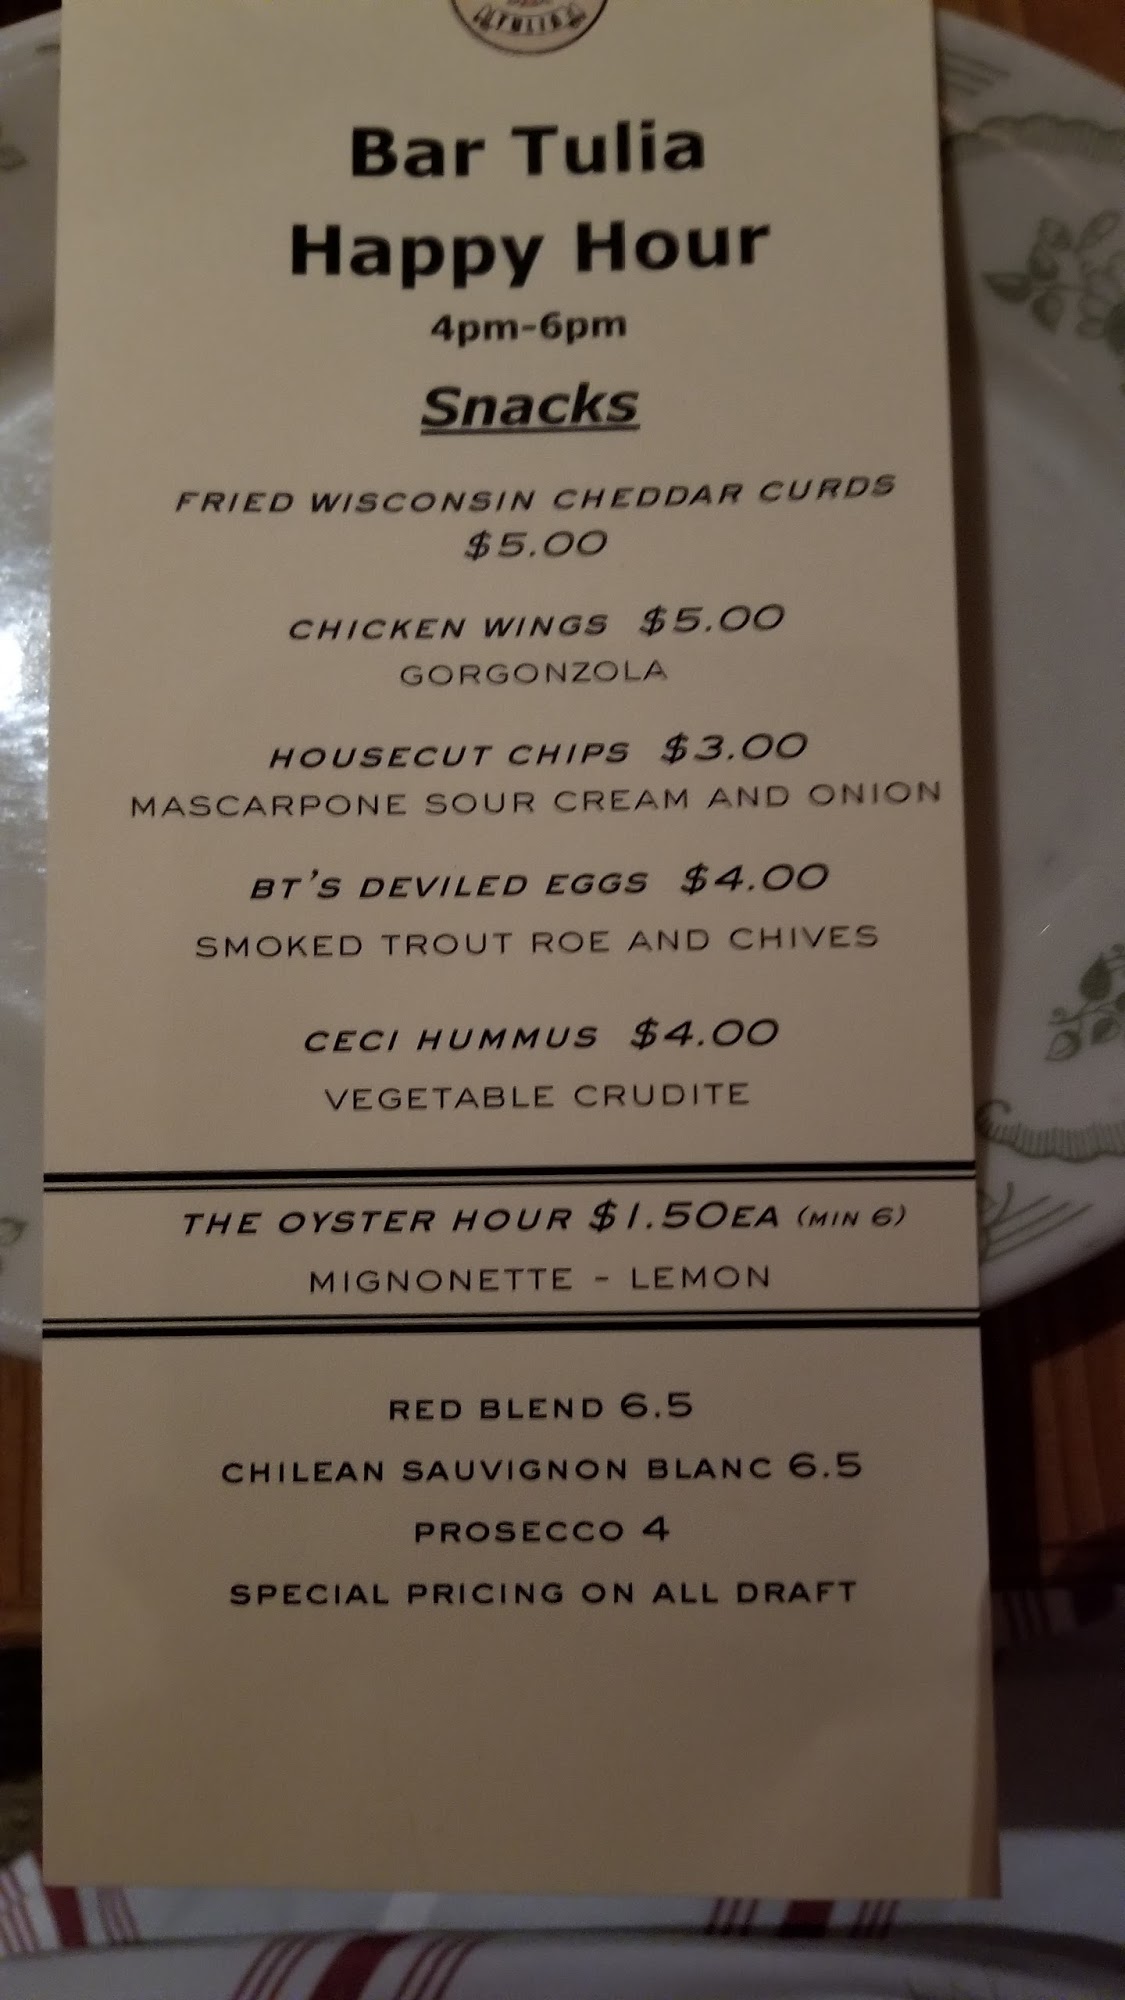 Bar Tulia
Happy Hour
4pm-6pm
Snacks
FRIED WISCONSIN CHEDDAR CURDS
$5.00
CHICKEN WINGS $5.00
GORGONZOLA
HOUSECUT CHIPS $3.00
MASCARPONE SOUR CREAM AND ONION
BT'S DEVILED EGGS $4.00
SMOKED TROUT ROE AND CHIVES
CECI HUMMUS $4.00
VEGETABLE CRUDITE
THE OYSTER HOUR $1.50EA (MIN 6)
MIGNONETTE - LEMON
RED BLEND 6.5
CHILEAN SAUVIGNON BLANC 6.5
PROSECCO 4
SPECIAL PRICING ON ALL DRAFT